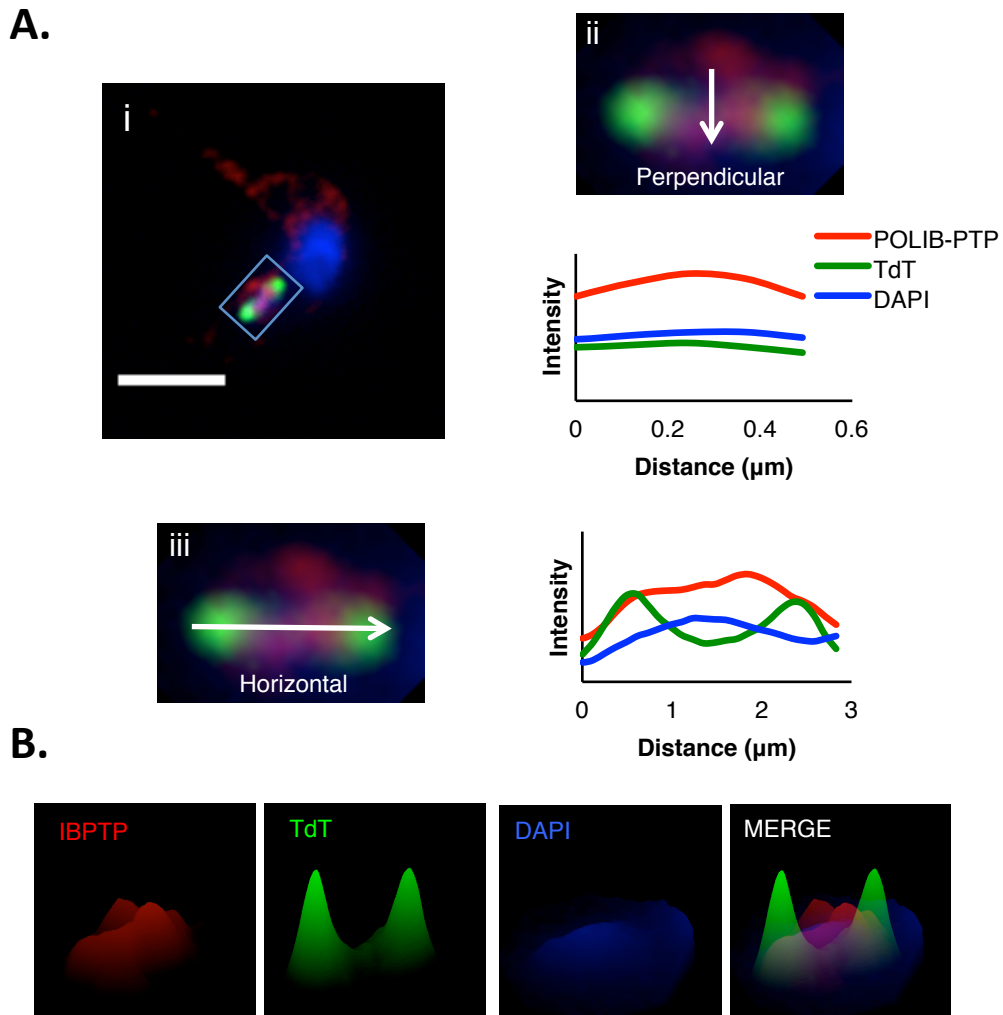 A.
i
ii
Perpendicular
POLIB-PTP
TdT
DAPI
Intensity
0 0.2 0.4 0.6
Distance (µm)
iii
Horizontal
Intensity
0 1 2 3
Distance (µm)
B.
IBPTP
TdT
DAPI
MERGE